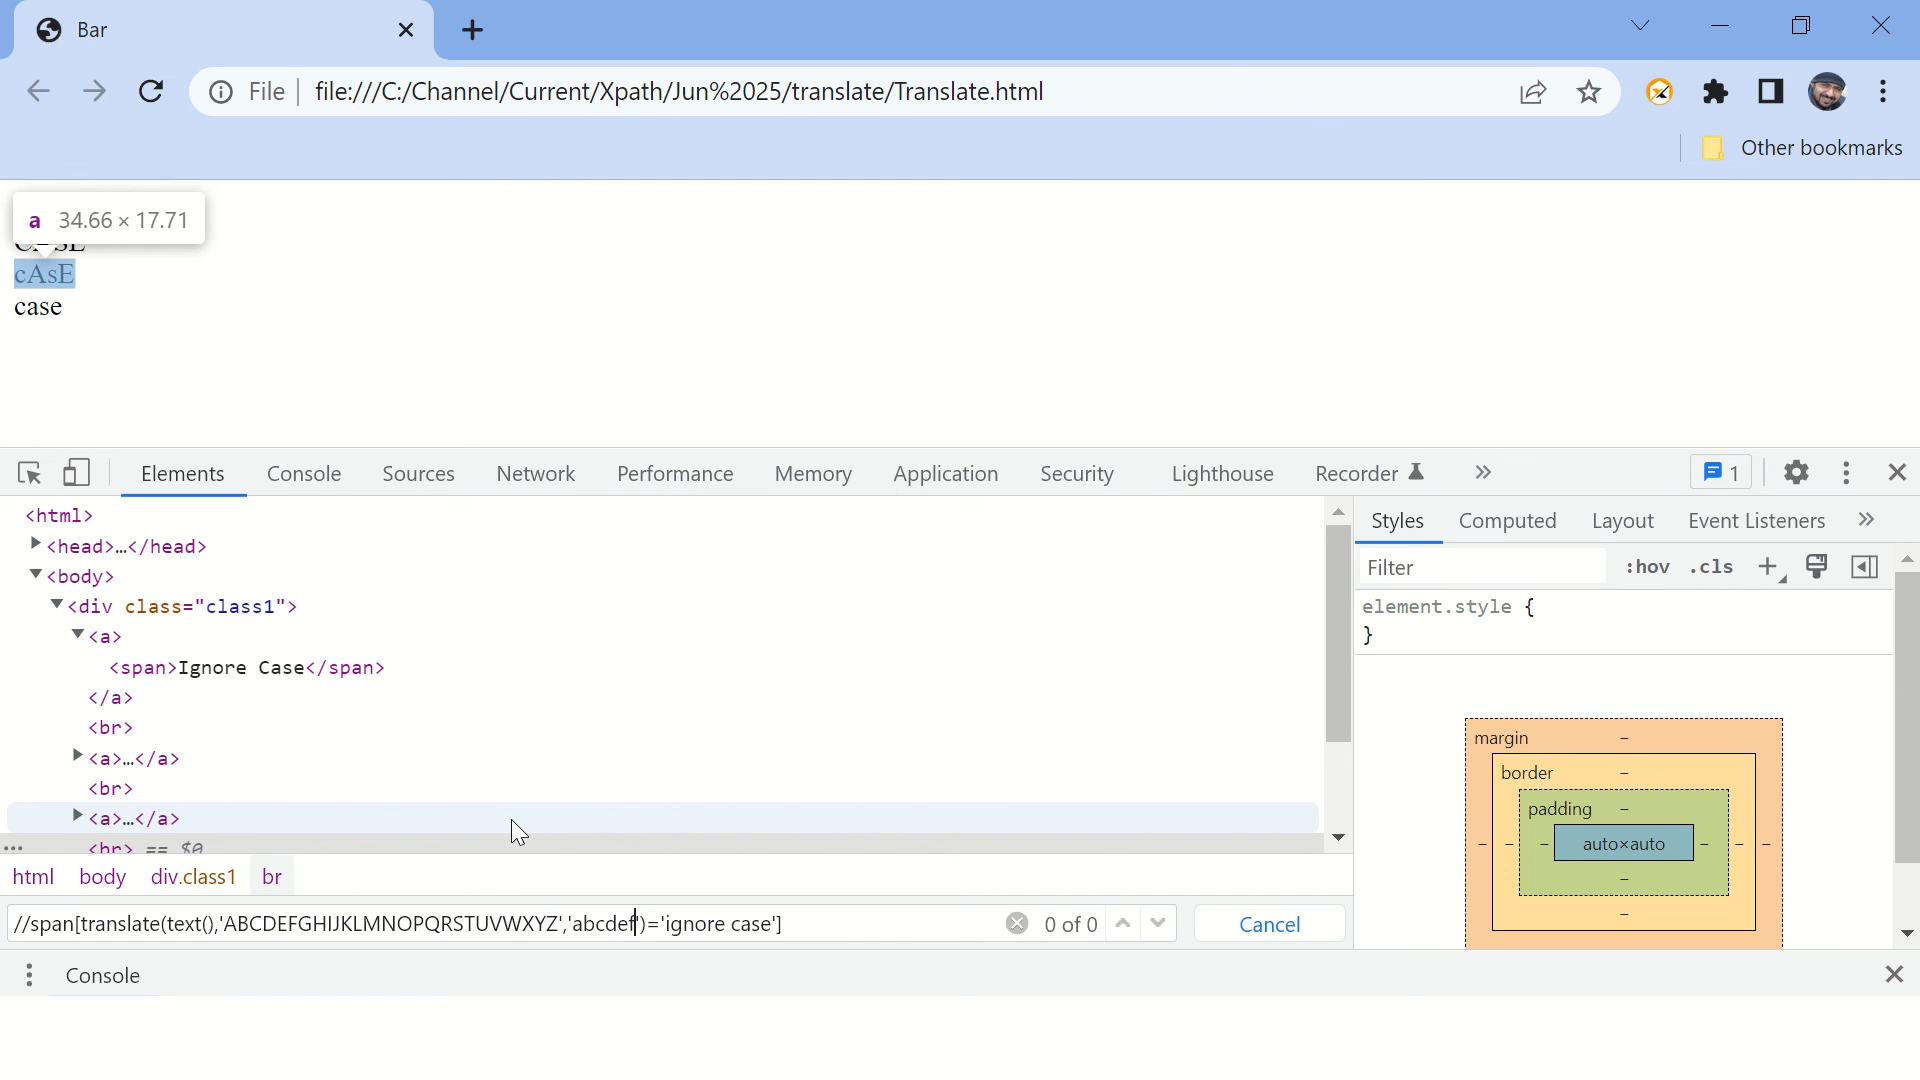 Bar
File
file:///C:/Channel/Current/Xpath/Jun%2025/translate/Translate.html
Other bookmarks
a 34.66 × 17.71
cAsE
case
Elements Console Sources Network Performance Memory Application Security Lighthouse Recorder 1
<html>
<head>…</head>
<body>
<div class="class1">
<a>
<span>Ignore Case</span>
</a>
<br>
<a>…</a>
<br>
<a>…</a>
<br> == $0
html body div.class1 br
//span[translate(text(),'ABCDEFGHIJKLMNOPQRSTUVWXYZ','abcdef')='ignore case'] 0 of 0 Cancel
Styles Computed Layout Event Listeners
Filter :hov .cls
element.style {
}
margin –
border –
padding –
– – – auto×auto – – –
–
–
Console